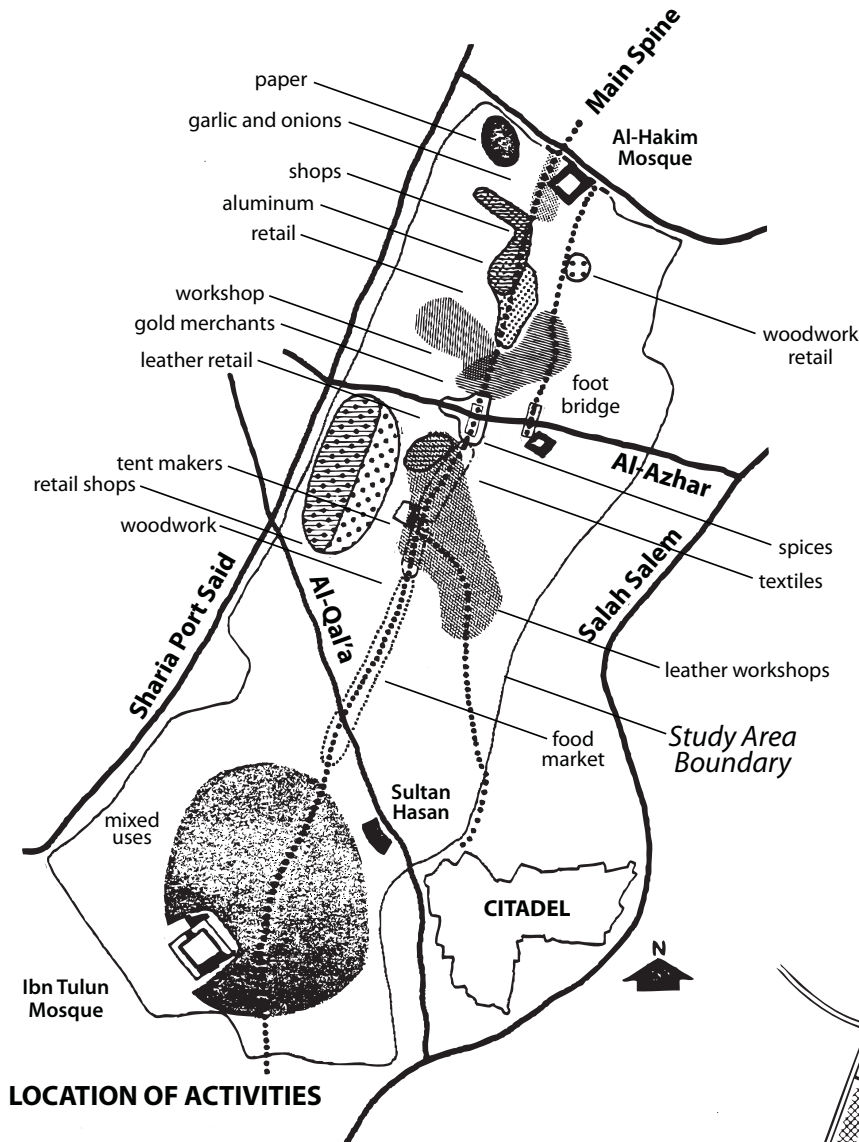 Main Spine
paper
garlic and onions
Al-Hakim
Mosque
shops
aluminum
retail
workshop
gold merchants
leather retail
woodwork
retail
foot
bridge
tent makers
retail shops
woodwork
Al-Azhar
spices
textiles
Sharia Port Said
Al-Qal’a
Salah Salem
leather workshops
food
market
Study Area
Boundary
mixed
uses
Sultan
Hasan
CITADEL
N
Ibn Tulun
Mosque
LOCATION OF ACTIVITIES